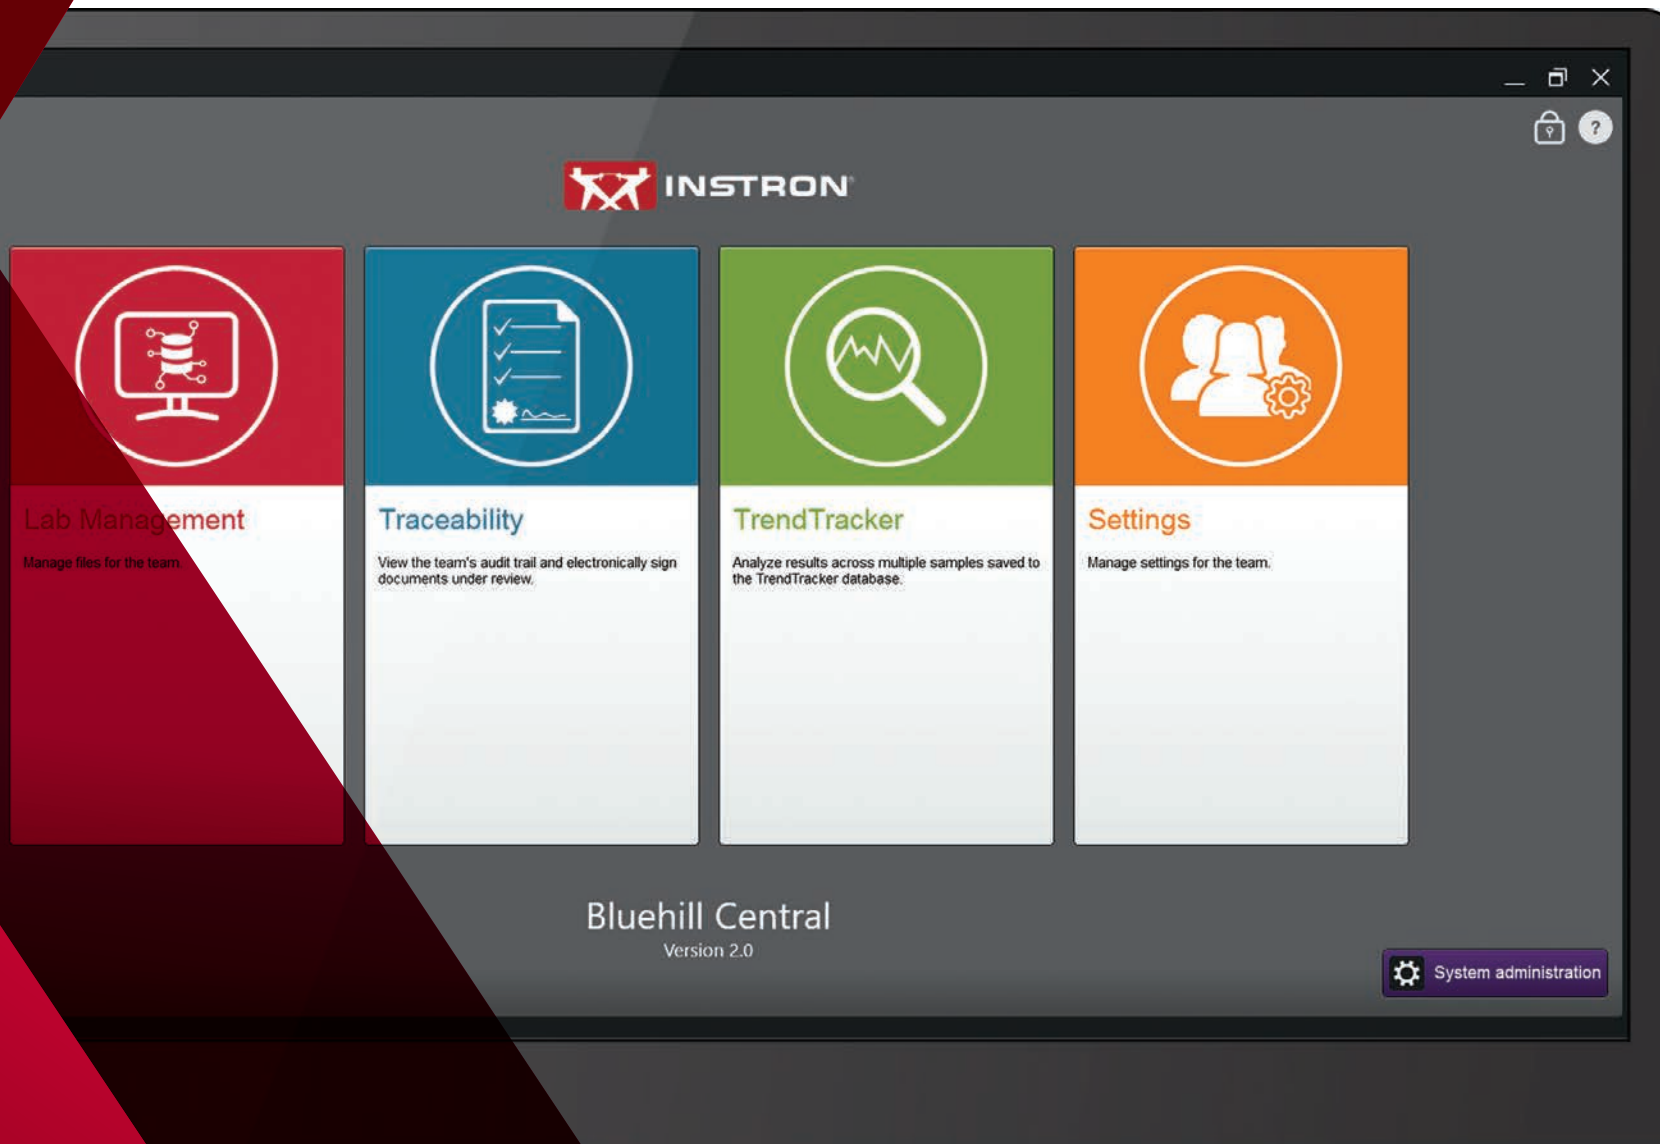 ?
INSTRON®
Lab Management
Manage files for the team.
Traceability
View the team's audit trail and electronically sign
documents under review.
TrendTracker
Analyze results across multiple samples saved to
the TrendTracker database.
Settings
Manage settings for the team.
Bluehill Central
Version 2.0
System administration